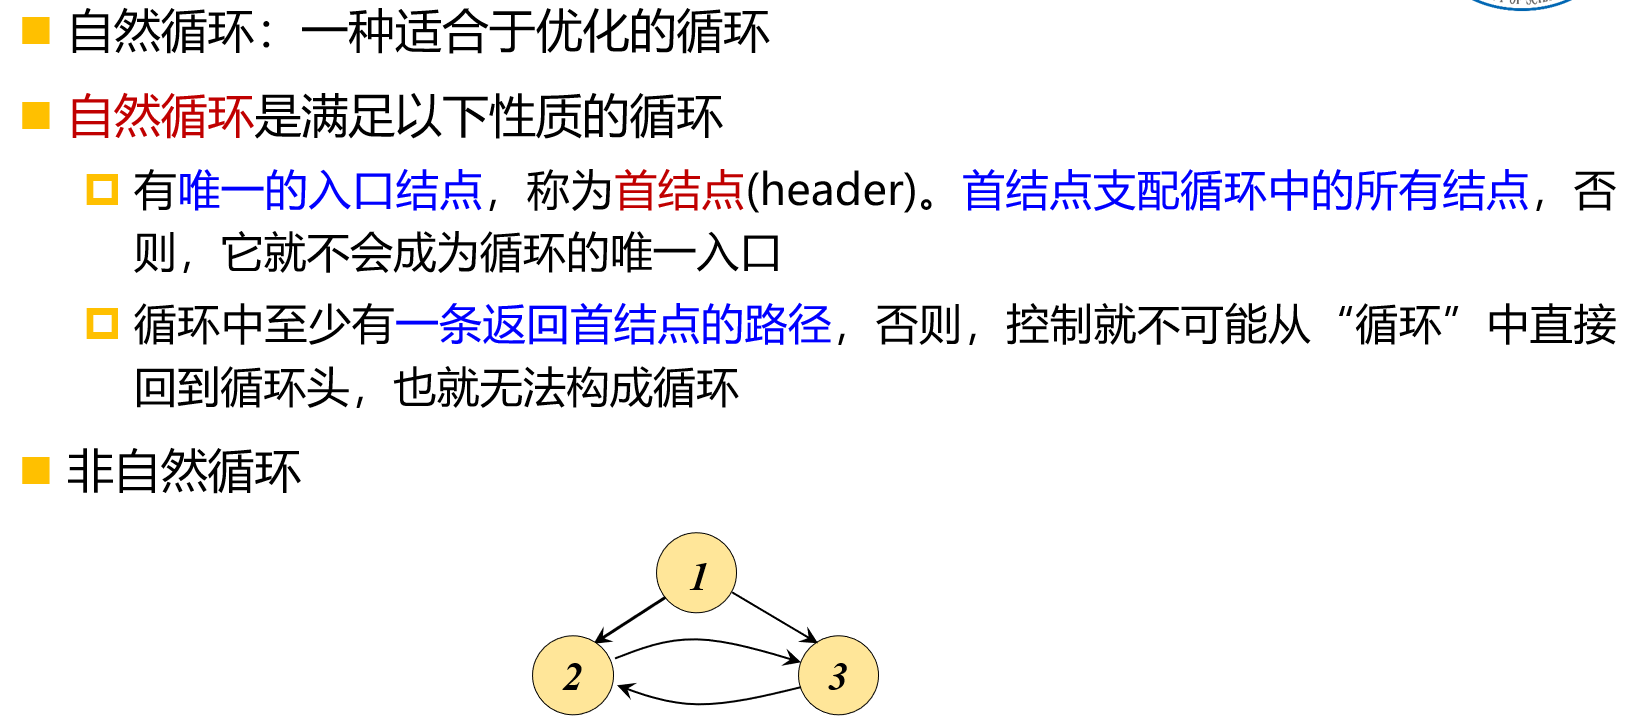 自然循环：一种适合于优化的循环
自然循环是满足以下性质的循环
有唯一的入口结点，称为首结点(header)。首结点支配循环中的所有结点，否
则，它就不会成为循环的唯一入口
循环中至少有一条返回首结点的路径，否则，控制就不可能从“循环”中直接
回到循环头，也就无法构成循环
非自然循环
1
2
3